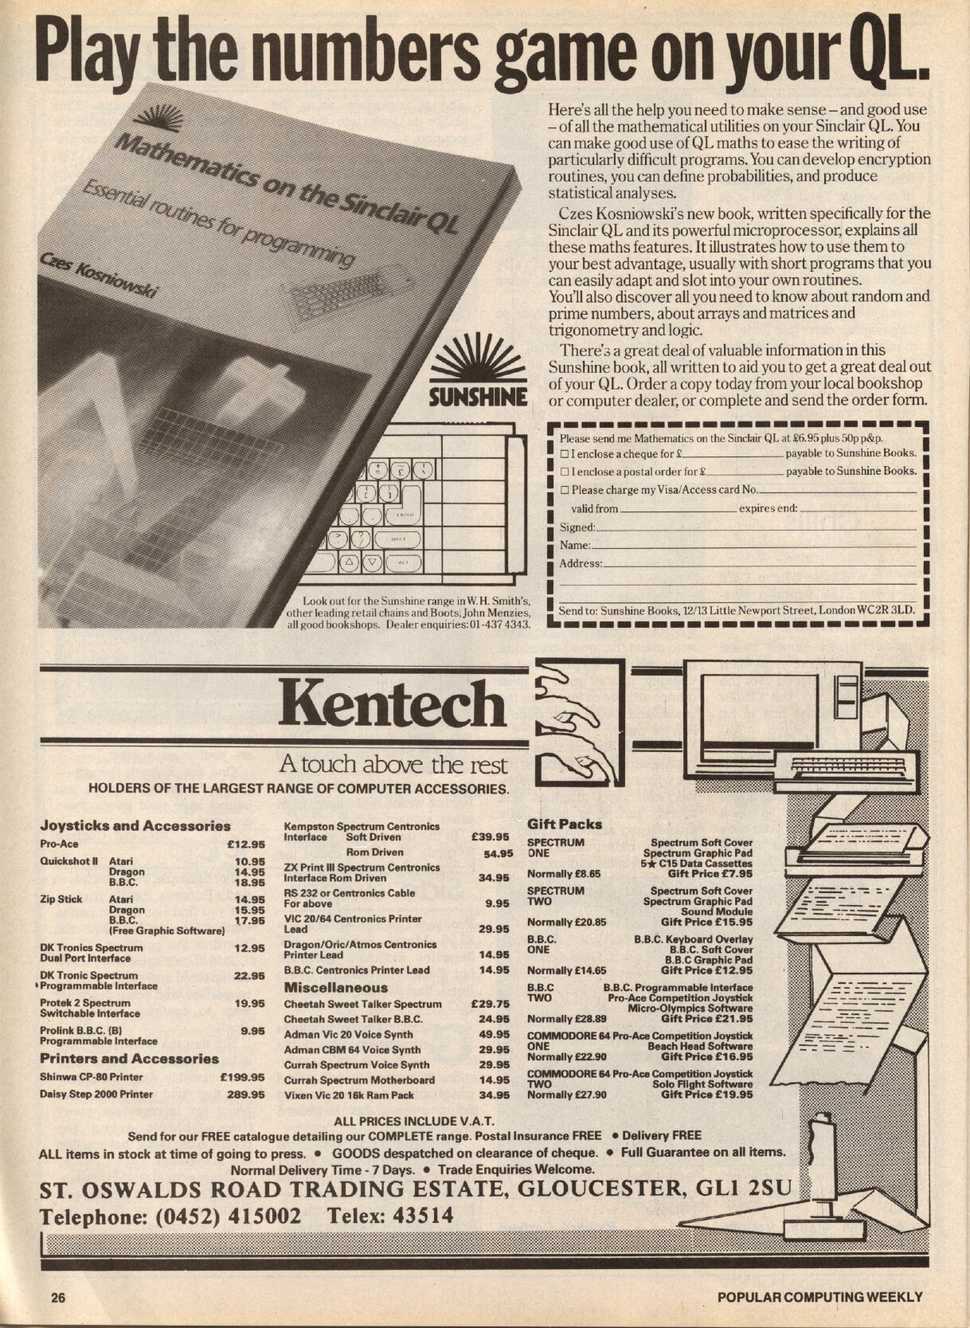 Play the numbers game on your QL.
Mathematics on the Sinclair QL
Essential routines for programming
Czes Kosniowski
Here's all the help you need to make sense – and good use
– of all the mathematical utilities on your Sinclair QL. You
can make good use of QL maths to ease the writing of
particularly difficult programs. You can develop encryption
routines, you can define probabilities, and produce
statistical analyses.
Czes Kosniowski's new book, written specifically for the
Sinclair QL and its powerful microprocessor, explains all
these maths features. It illustrates how to use them to
your best advantage, usually with short programs that you
can easily adapt and slot into your own routines.
You'll also discover all you need to know about random and
prime numbers, about arrays and matrices and
trigonometry and logic.
There's a great deal of valuable information in this
Sunshine book, all written to aid you to get a great deal out
of your QL. Order a copy today from your local bookshop
or computer dealer, or complete and send the order form.
SUNSHINE
Look out for the Sunshine range in W.H. Smith's,
other leading retail chains and Boots, John Menzies,
all good bookshops. Dealer enquiries: 01-437 4343.
Please send me Mathematics on the Sinclair QL at £6.95 plus 50p p&p.
☐ I enclose a cheque for £ payable to Sunshine Books.
☐ I enclose a postal order for £ payable to Sunshine Books.
☐ Please charge my Visa/Access card No.
valid from expires end:
Signed:
Name:
Address:
Send to: Sunshine Books, 12/13 Little Newport Street, London WC2R 3LD.
Kentech
A touch above the rest
HOLDERS OF THE LARGEST RANGE OF COMPUTER ACCESSORIES.
Joysticks and Accessories
Pro-Ace £12.95
Quickshot II Atari 10.95
Dragon 14.95
B.B.C. 18.95
Zip Stick Atari 14.95
Dragon 15.95
B.B.C. 17.95
(Free Graphic Software)
DK Tronics Spectrum 12.95
Dual Port Interface
DK Tronic Spectrum 22.95
Programmable Interface
Protek 2 Spectrum 19.95
Switchable Interface
Prolink B.B.C. (B) 9.95
Programmable Interface
Printers and Accessories
Shinwa CP-80 Printer £199.95
Daisy Step 2000 Printer 289.95
Kempston Spectrum Centronics
Interface Soft Driven £39.95
Rom Driven 54.95
ZX Print III Spectrum Centronics
Interface Rom Driven 34.95
RS 232 or Centronics Cable
For above 9.95
VIC 20/64 Centronics Printer
Lead 29.95
Dragon/Oric/Atmos Centronics
Printer Lead 14.95
B.B.C. Centronics Printer Lead 14.95
Miscellaneous
Cheetah Sweet Talker Spectrum £29.75
Cheetah Sweet Talker B.B.C. 24.95
Adman Vic 20 Voice Synth 49.95
Adman CBM 64 Voice Synth 29.95
Currah Spectrum Voice Synth 29.95
Currah Spectrum Motherboard 14.95
Vixen Vic 20 16k Ram Pack 34.95
Gift Packs
SPECTRUM Spectrum Soft Cover
ONE Spectrum Graphic Pad
5★ C15 Data Cassettes
Normally £8.65 Gift Price £7.95
SPECTRUM Spectrum Soft Cover
TWO Spectrum Graphic Pad
Sound Module
Normally £20.85 Gift Price £15.95
B.B.C. B.B.C. Keyboard Overlay
ONE B.B.C. Soft Cover
B.B.C Graphic Pad
Normally £14.65 Gift Price £12.95
B.B.C B.B.C. Programmable Interface
TWO Pro-Ace Competition Joystick
Micro-Olympics Software
Normally £28.89 Gift Price £21.95
COMMODORE 64 Pro-Ace Competition Joystick
ONE Beach Head Software
Normally £22.90 Gift Price £16.95
COMMODORE 64 Pro-Ace Competition Joystick
TWO Solo Flight Software
Normally £27.90 Gift Price £19.95
ALL PRICES INCLUDE V.A.T.
Send for our FREE catalogue detailing our COMPLETE range. Postal Insurance FREE ● Delivery FREE
ALL items in stock at time of going to press. ● GOODS despatched on clearance of cheque. ● Full Guarantee on all items.
Normal Delivery Time - 7 Days. ● Trade Enquiries Welcome.
ST. OSWALDS ROAD TRADING ESTATE, GLOUCESTER, GL1 2SU
Telephone: (0452) 415002 Telex: 43514
26
POPULAR COMPUTING WEEKLY